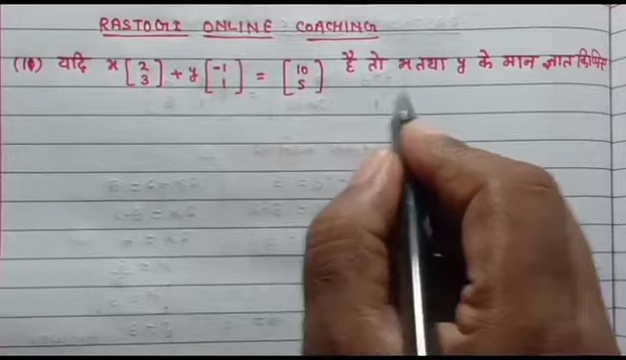 RASTOGI ONLINE COACHING
(10) यदि x [2 3] + y [-1 1] = [10 5] है तो x तथा y के मान ज्ञात कीजिए